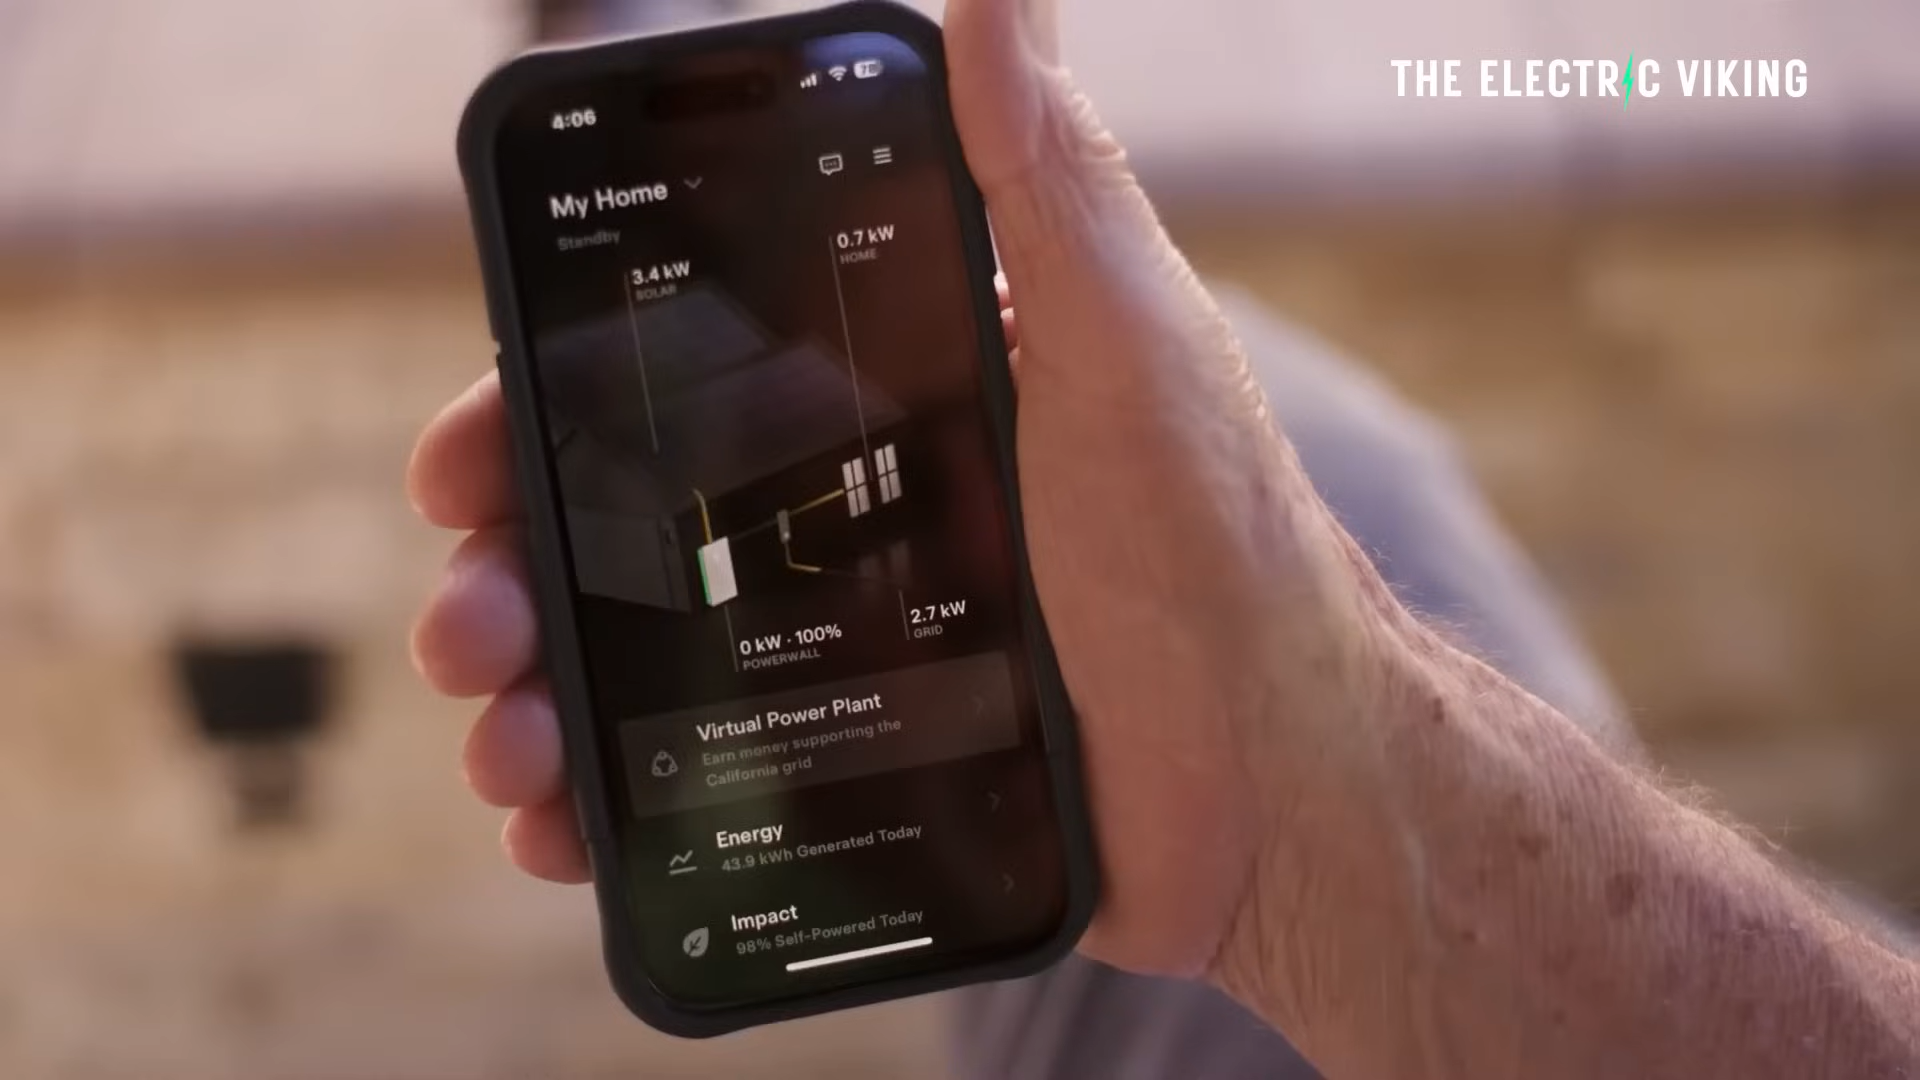 THE ELECTRIC VIKING
4:06
My Home
Standby
0.7 kW
HOME
3.4 kW
SOLAR
2.7 kW
GRID
0 kW · 100%
POWERWALL
Virtual Power Plant
Earn money supporting the
California grid
Energy
43.9 kWh Generated Today
Impact
98% Self-Powered Today